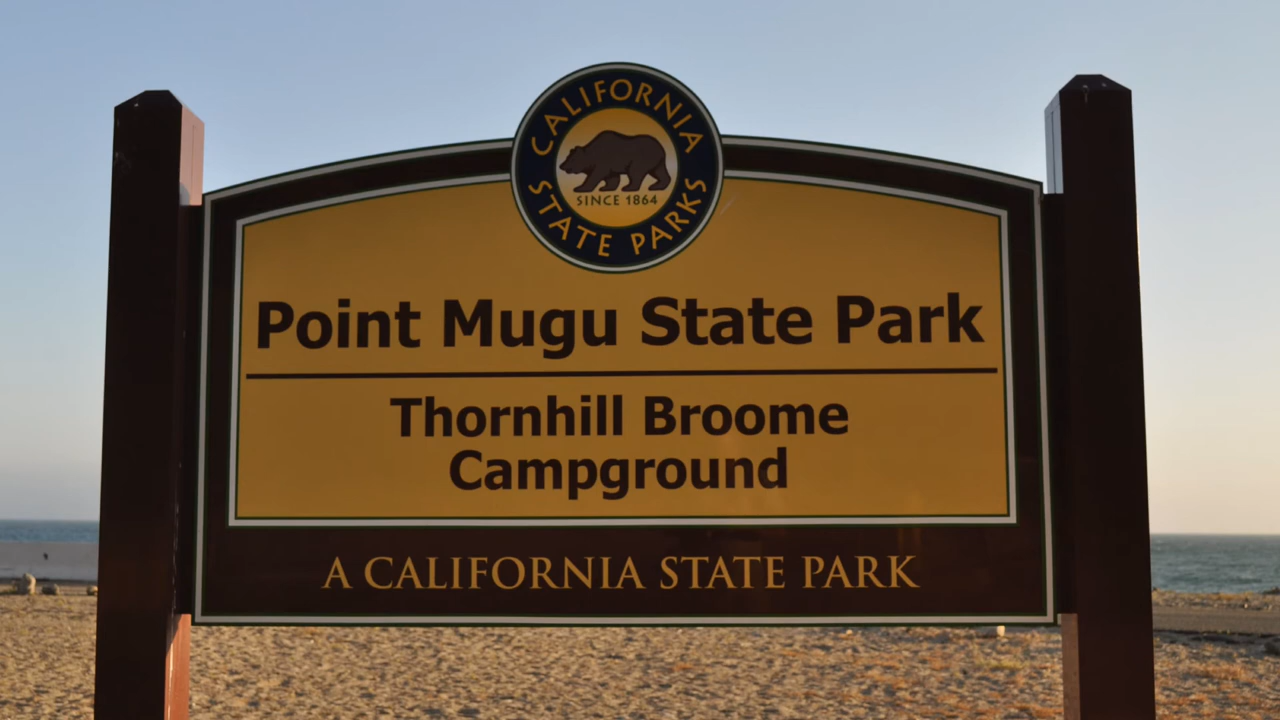 CALIFORNIA
SINCE 1864
STATE PARKS
Point Mugu State Park
Thornhill Broome
Campground
A CALIFORNIA STATE PARK